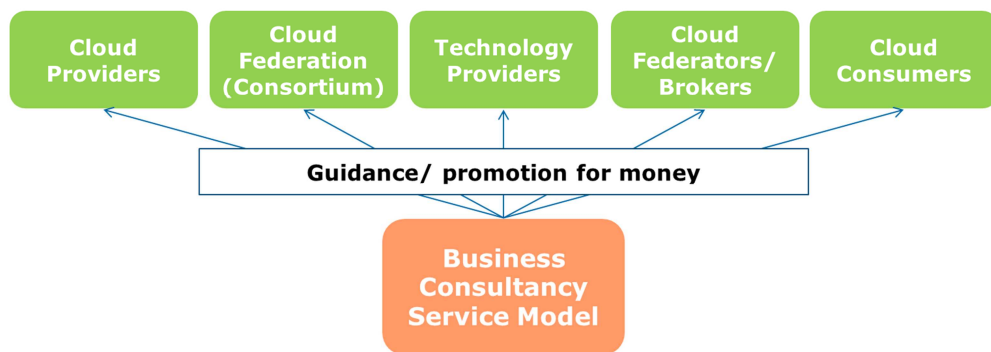 Cloud
Providers
Cloud
Federation
(Consortium)
Technology
Providers
Cloud
Federators/
Brokers
Cloud
Consumers
Guidance/ promotion for money
Business
Consultancy
Service Model